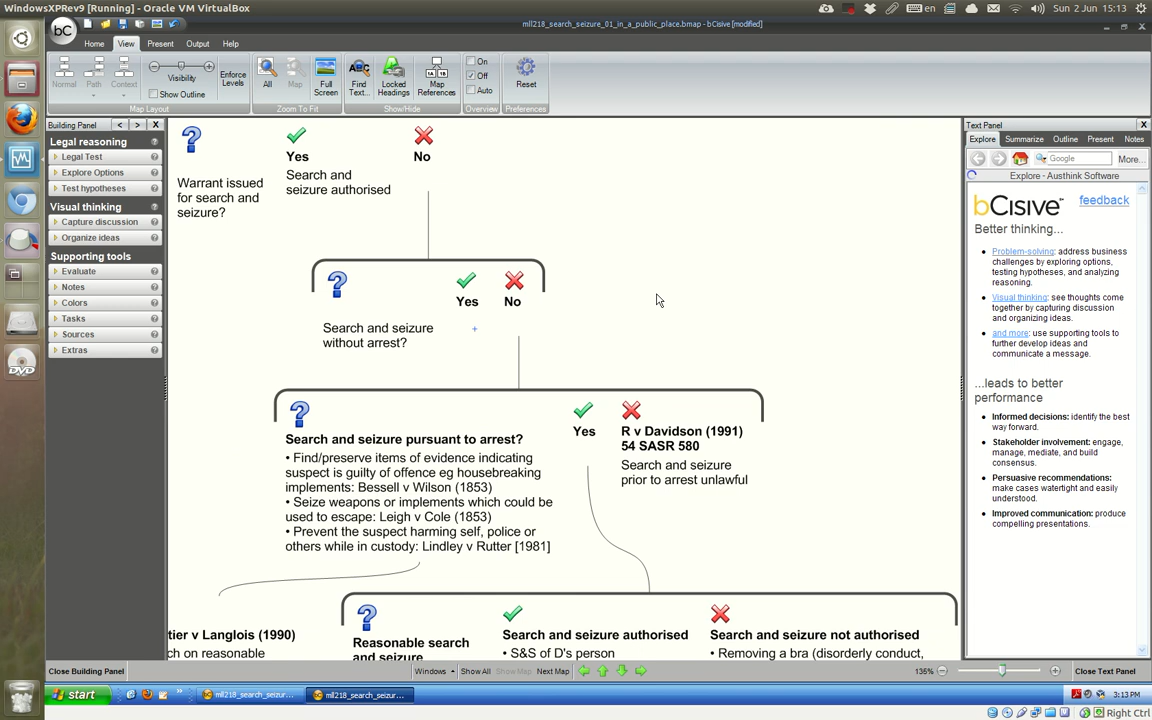 WindowsXPRev9 [Running] - Oracle VM VirtualBox
en
Sun 2 Jun
15:13
bC
mll218_search_seizure_01_in_a_public_place.bmap - bCisive [modified]
Home
View
Present
Output
Help
Normal
Path
Context
Visibility
Show Outline
Enforce
Levels
Map Layout
All
Map
Full
Screen
Zoom To Fit
Find
Text...
Locked
Headings
Map
References
Show/Hide
On
Off
Auto
Overview
Reset
Preferences
Building Panel
Legal reasoning
Legal Test
Explore Options
Test hypotheses
Visual thinking
Capture discussion
Organize ideas
Supporting tools
Evaluate
Notes
Colors
Tasks
Sources
Extras
Close Building Panel
Warrant issued
for search and
seizure?
Yes
Search and
seizure authorised
No
Search and seizure
without arrest?
Yes
No
Search and seizure pursuant to arrest?
• Find/preserve items of evidence indicating
suspect is guilty of offence eg housebreaking
implements: Bessell v Wilson (1853)
• Seize weapons or implements which could be
used to escape: Leigh v Cole (1853)
• Prevent the suspect harming self, police or
others while in custody: Lindley v Rutter [1981]
Yes
R v Davidson (1991)
54 SASR 580
Search and seizure
prior to arrest unlawful
tier v Langlois (1990)
ch on reasonable
Reasonable search
and seizure
Search and seizure authorised
• S&S of D's person
Search and seizure not authorised
• Removing a bra (disorderly conduct,
Text Panel
Explore
Summarize
Outline
Present
Notes
Google
More...
Explore - Austhink Software
bCisive
feedback
Better thinking...
Problem-solving: address business
challenges by exploring options,
testing hypotheses, and analyzing
reasoning.
Visual thinking: see thoughts come
together by capturing discussion
and organizing ideas.
and more: use supporting tools to
further develop ideas and
communicate a message.
...leads to better
performance
Informed decisions: identify the best
way forward.
Stakeholder involvement: engage,
manage, mediate, and build
consensus.
Persuasive recommendations:
make cases watertight and easily
understood.
Improved communication: produce
compelling presentations.
Windows
Show All
Next Map
135%
Close Text Panel
start
mll218_search_seizur...
mll218_search_seizur...
3:13 PM
Right Ctrl
DVD